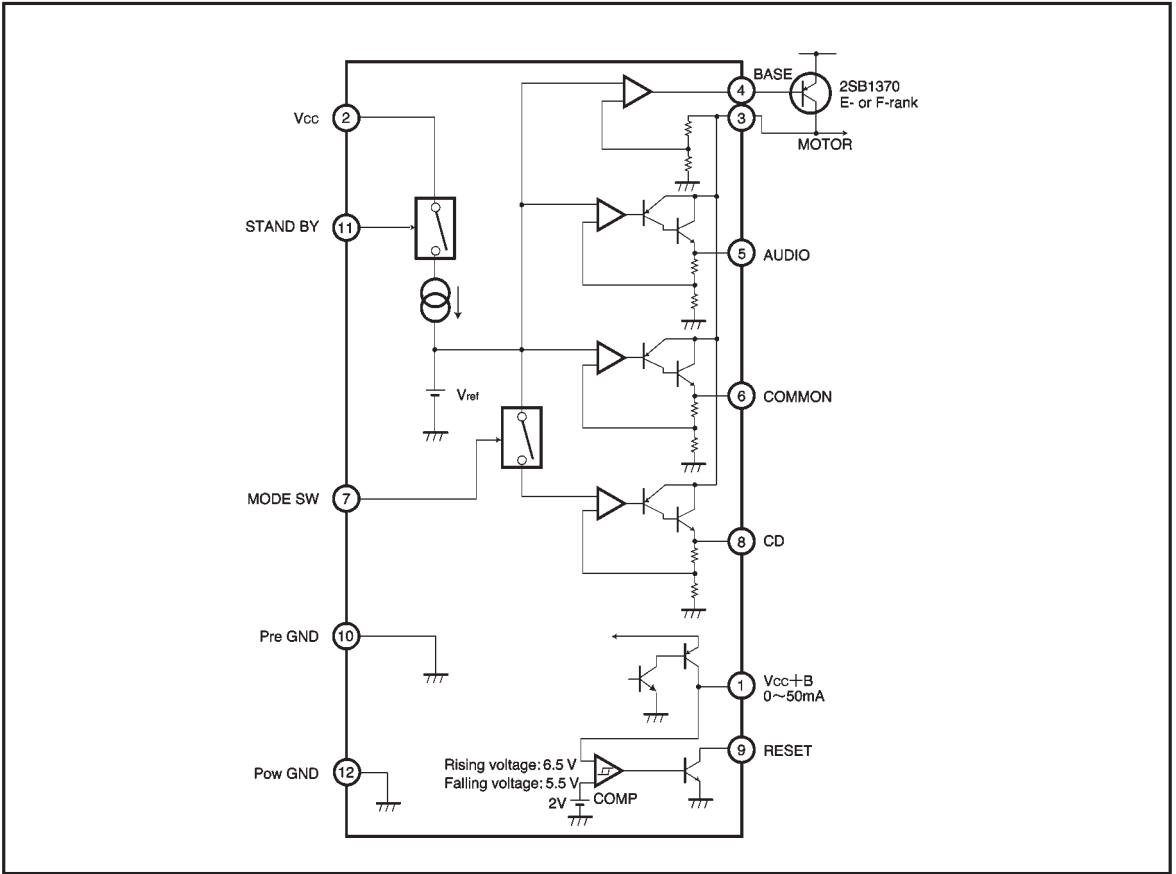 BASE
4
2SB1370
E- or F-rank
VCC
2
3
MOTOR
STAND BY
11
5
AUDIO
Vref
6
COMMON
MODE SW
7
8
CD
Pre GND
10
1
VCC+B
0～50mA
9
RESET
Rising voltage: 6.5 V
Falling voltage: 5.5 V
Pow GND
12
2V
COMP